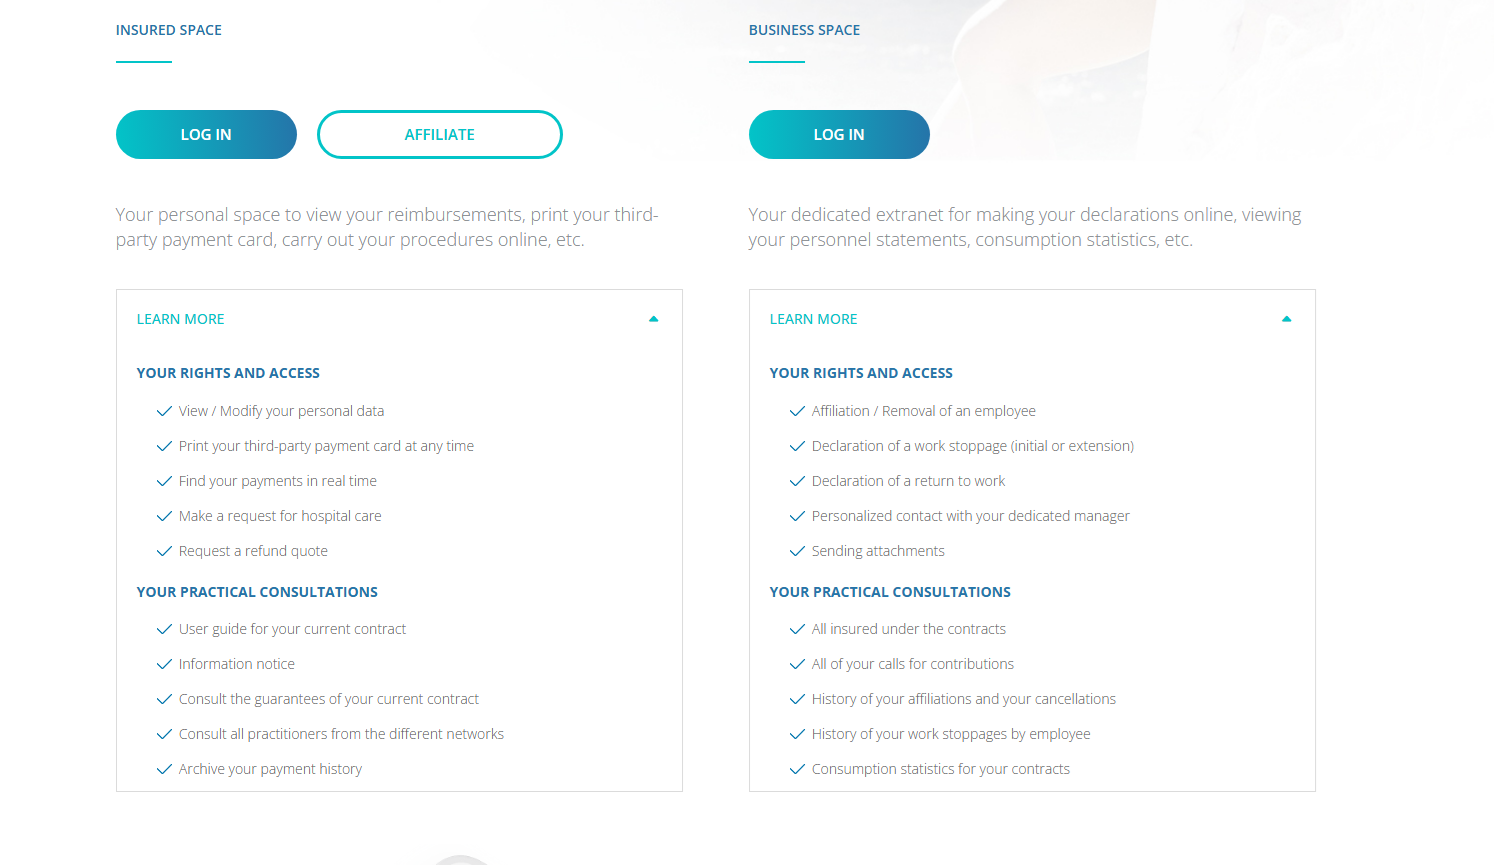 INSURED SPACE
LOG IN
AFFILIATE
Your personal space to view your reimbursements, print your third-
party payment card, carry out your procedures online, etc.
LEARN MORE
YOUR RIGHTS AND ACCESS
View / Modify your personal data
Print your third-party payment card at any time
Find your payments in real time
Make a request for hospital care
Request a refund quote
YOUR PRACTICAL CONSULTATIONS
User guide for your current contract
Information notice
Consult the guarantees of your current contract
Consult all practitioners from the different networks
Archive your payment history
BUSINESS SPACE
LOG IN
Your dedicated extranet for making your declarations online, viewing
your personnel statements, consumption statistics, etc.
LEARN MORE
YOUR RIGHTS AND ACCESS
Affiliation / Removal of an employee
Declaration of a work stoppage (initial or extension)
Declaration of a return to work
Personalized contact with your dedicated manager
Sending attachments
YOUR PRACTICAL CONSULTATIONS
All insured under the contracts
All of your calls for contributions
History of your affiliations and your cancellations
History of your work stoppages by employee
Consumption statistics for your contracts